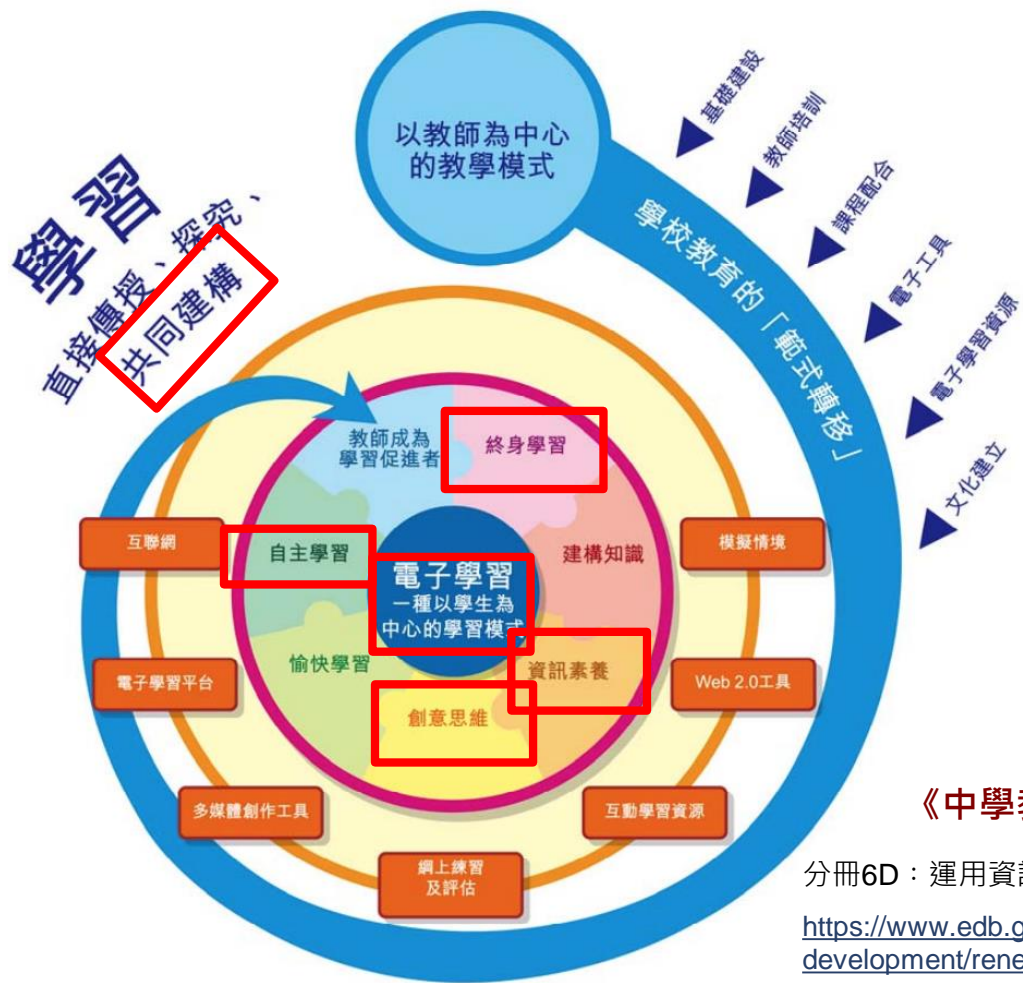 以教師為中心
的教學模式
學校教育的「範式轉移」
基礎建設
教師培訓
課程配合
電子工具
電子學習資源
文化建立
學習
直接傳授、探究、
共同建構
教師成為
學習促進者
終身學習
自主學習
建構知識
電子學習
一種以學生為
中心的學習模式
愉快學習
資訊素養
創意思維
互聯網
模擬情境
電子學習平台
Web 2.0工具
多媒體創作工具
互動學習資源
網上練習
及評估
《中學
分冊6D：運用資
https://www.edb.g
development/rene